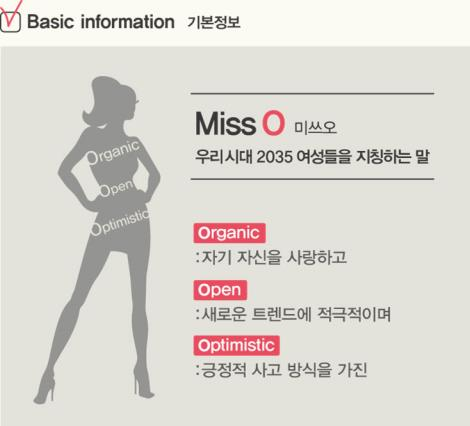 Basic information 기본정보
Miss O 미쓰오
우리시대 2035 여성들을 지칭하는 말
Organic
Open
Optimistic
Organic
:자기 자신을 사랑하고
Open
:새로운 트렌드에 적극적이며
Optimistic
:긍정적 사고 방식을 가진